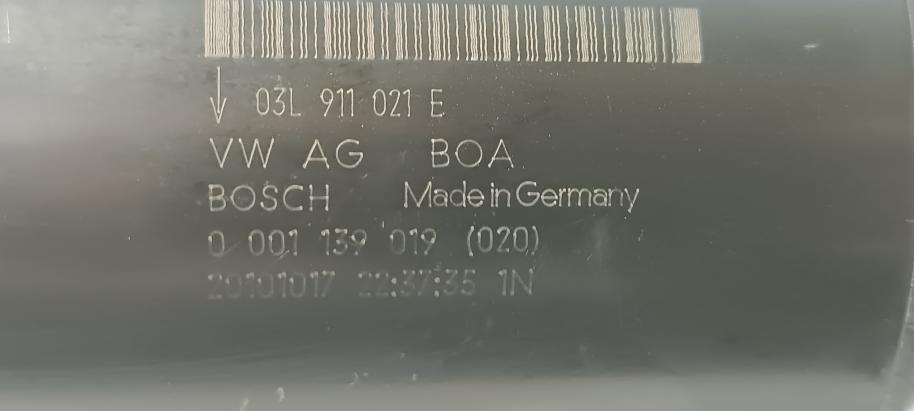 ↓ 03L 911 021 E
VW AG BOA
BOSCH Made in Germany
0 001 139 019 (020)
20101017 22:37:35 1N